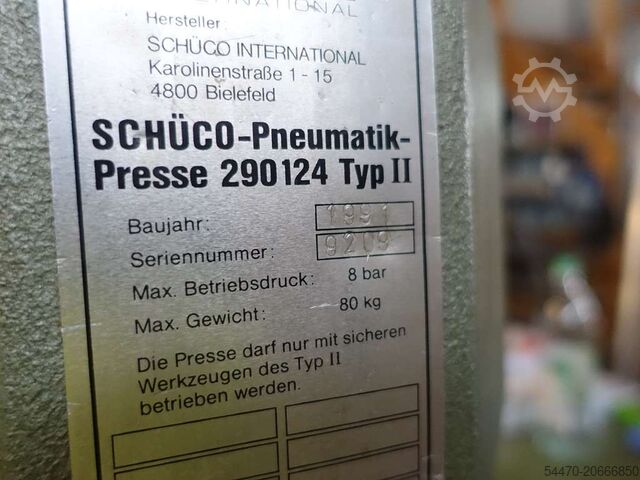 INTERNATIONAL
Hersteller:
SCHÜCO INTERNATIONAL
Karolinenstraße 1 - 15
4800 Bielefeld
SCHÜCO-Pneumatik-
Presse 290124 Typ II
Baujahr: 1991
Seriennummer: 9209
Max. Betriebsdruck: 8 bar
Max. Gewicht: 80 kg
Die Presse darf nur mit sicheren
Werkzeugen des Typ II
betrieben werden.
54470-20666850